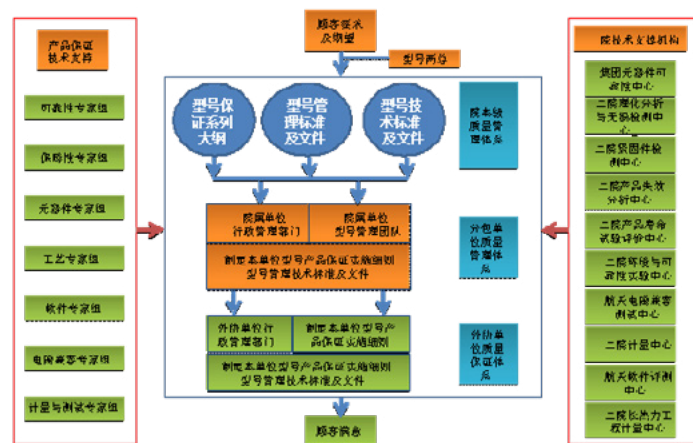 产品保证
技术支持
可靠性专家组
保障性专家组
元器件专家组
工艺专家组
软件专家组
电磁兼容专家组
计量与测试专家组
顾客要求
及期望
型号两总
型号保
证系列
大纲
型号管
理标准
及文件
型号技
术标准
及文件
院本级
质量管
理体系
院属单位
行政管理部门
院属单位
型号管理团队
制定本单位型号产品保证实施细则
型号管理技术标准及文件
分包单
位质量
管理体
系
外协单位行
政管理部门
制定本单位型号产
品保证实施细则
制定本单位型号产品保证实施细则
型号管理技术标准及文件
外协单
位质量
保证体
系
顾客满意
院技术支撑机构
集团元器件可
靠性中心
二院理化分析
与无损检测中
心
二院紧固件检
测中心
二院产品失效
分析中心
二院产品寿命
试验评价中心
二院环境与可
靠性实验中心
航天电磁兼容
测试中心
二院计量中心
航天软件评测
中心
二院长热力工
程计量中心